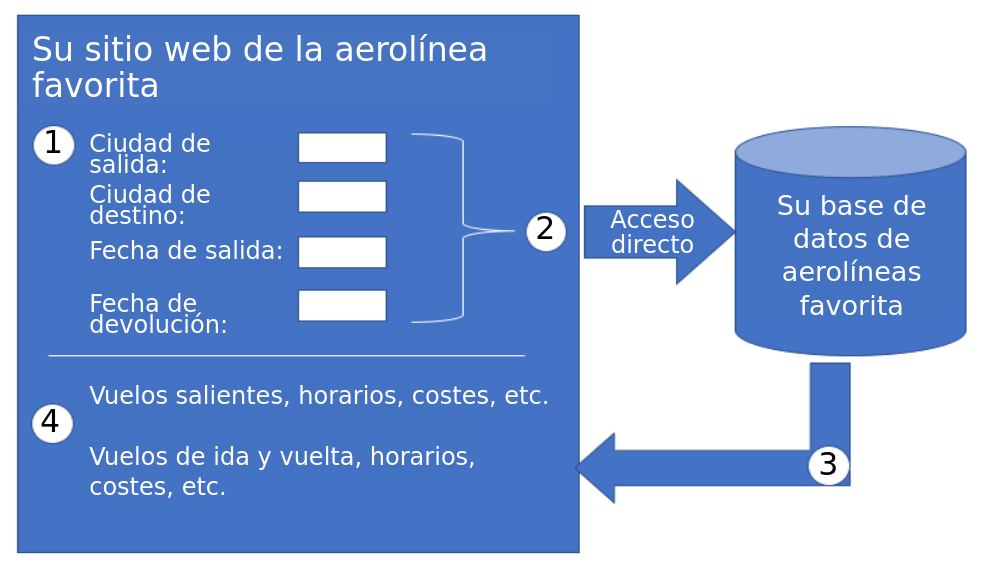 Su sitio web de la aerolínea
favorita
1
Ciudad de
salida:
Ciudad de
destino:
Fecha de salida:
Fecha de
devolución:
2
Acceso
directo
Su base de
datos de
aerolíneas
favorita
4
Vuelos salientes, horarios, costes, etc.
Vuelos de ida y vuelta, horarios,
costes, etc.
3